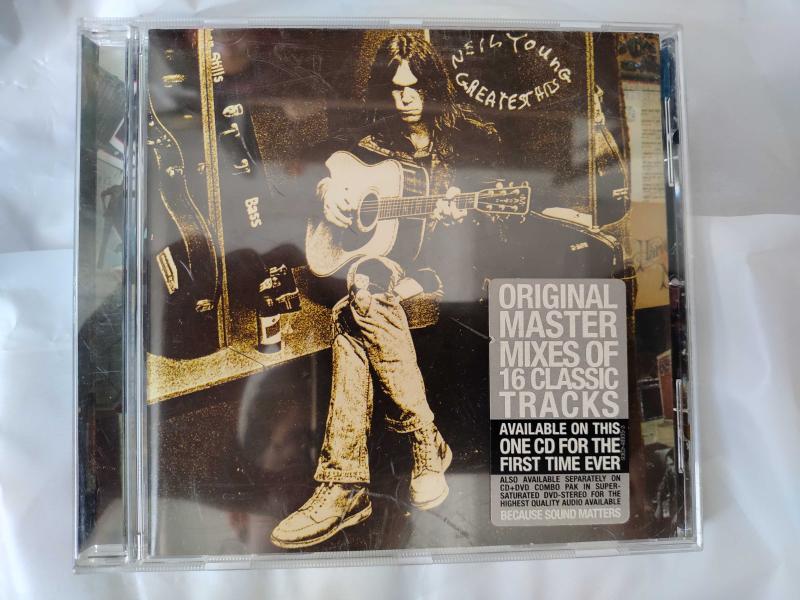 NEIL YOUNG
GREATEST HITS
Bass
ORIGINAL
MASTER
MIXES OF
16 CLASSIC
TRACKS
AVAILABLE ON THIS
ONE CD FOR THE
FIRST TIME EVER
ALSO AVAILABLE SEPARATELY ON
CD+DVD COMBO PAK IN SUPER-
SATURATED DVD-STEREO FOR THE
HIGHEST QUALITY AUDIO AVAILABLE
BECAUSE SOUND MATTERS